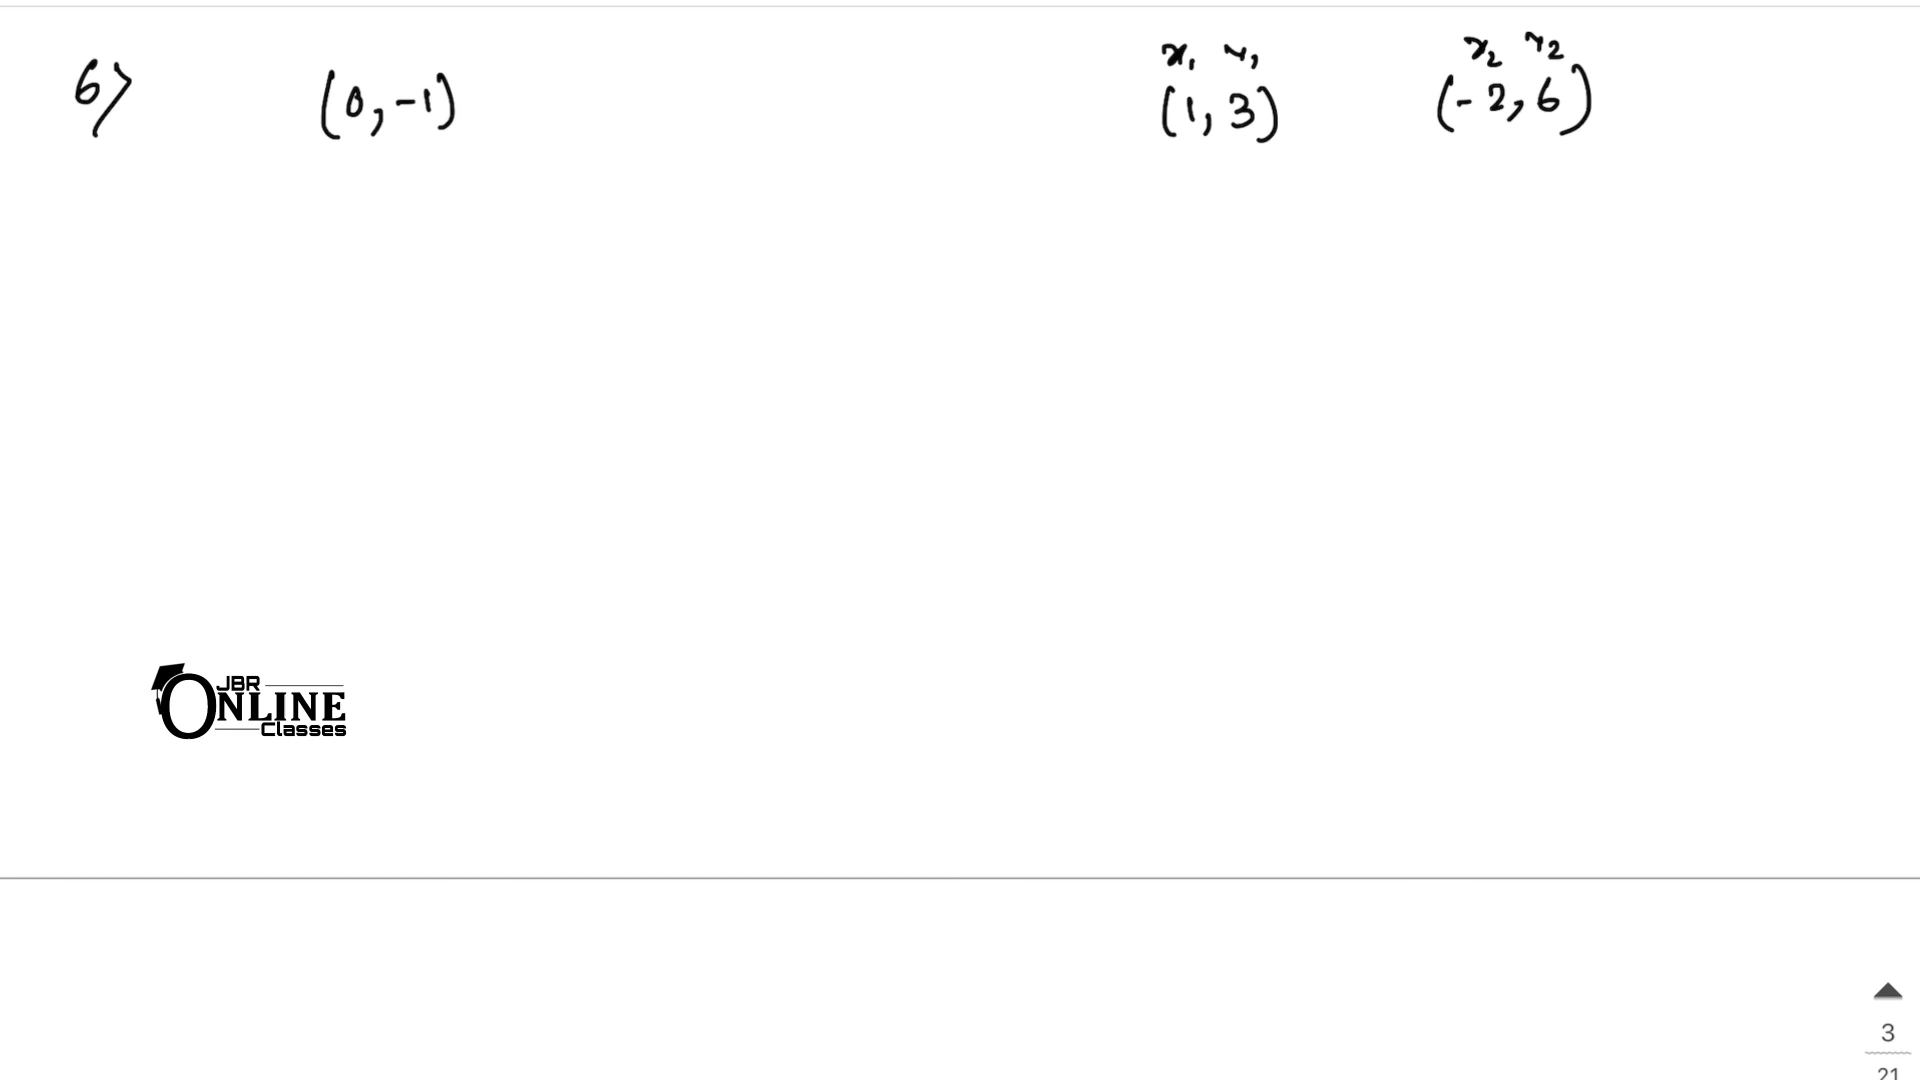 6>
(0,-1)
x₁ y₁ x₂ y₂
(1,3) (-2,6)
JBR
ONLINE
Classes
3
21